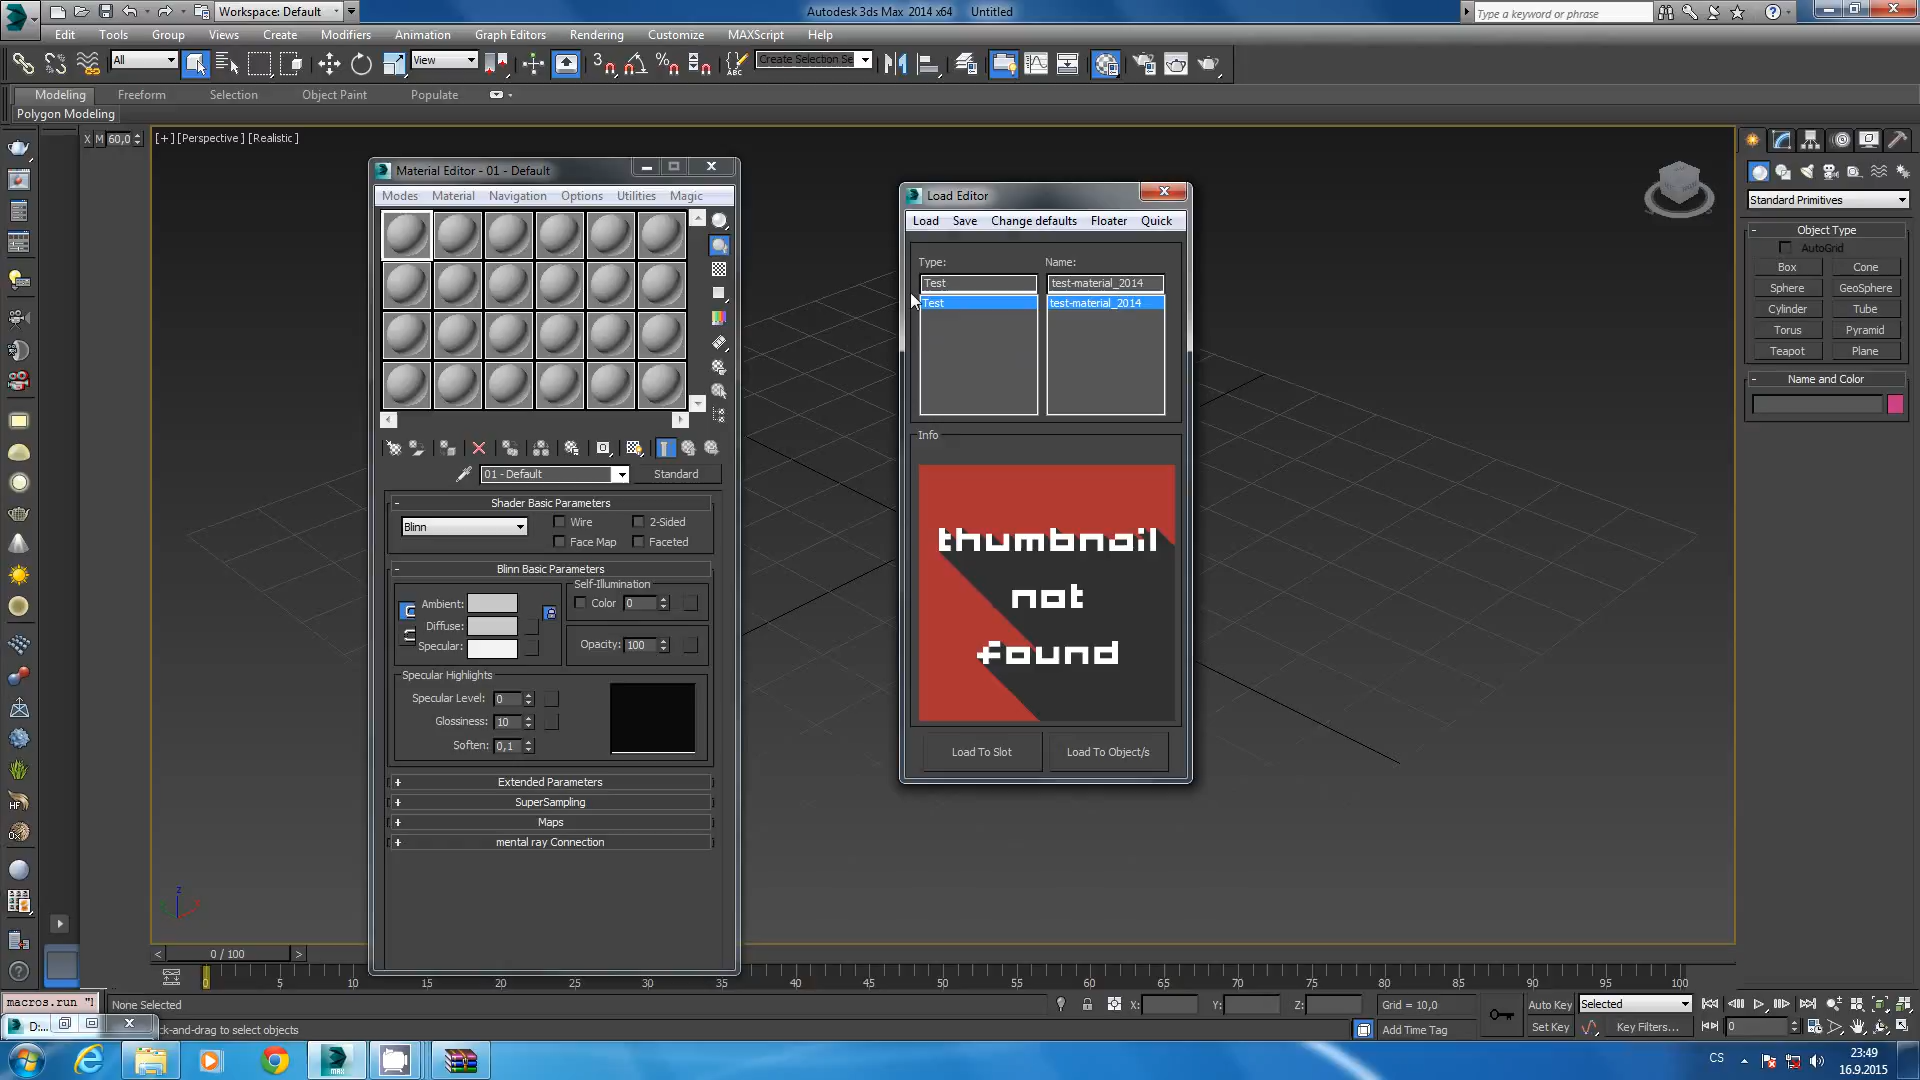 Workspace: Default
Autodesk 3ds Max 2014 x64 Untitled
Type a keyword or phrase
Edit Tools Group Views Create Modifiers Animation Graph Editors Rendering Customize MAXScript Help
All
View
3
%
ABC
Create Selection Se
Modeling Freeform Selection Object Paint Populate
Polygon Modeling
X M 60,0
[+][Perspective][Realistic]
Material Editor - 01 - Default
Modes Material Navigation Options Utilities Magic
01 - Default
Standard
Shader Basic Parameters
Blinn
Wire
2-Sided
Face Map
Faceted
Blinn Basic Parameters
Self-Illumination
Ambient:
Color 0
Diffuse:
Specular:
Opacity: 100
Specular Highlights
Specular Level: 0
Glossiness: 10
Soften: 0,1
Extended Parameters
SuperSampling
Maps
mental ray Connection
Load Editor
Load Save Change defaults Floater Quick
Type:
Name:
Test
test-material_2014
Test
test-material_2014
Info
thumbnail
not
found
Load To Slot
Load To Object/s
Standard Primitives
Object Type
AutoGrid
Box Cone
Sphere GeoSphere
Cylinder Tube
Torus Pyramid
Teapot Plane
Name and Color
HF
z
0 / 100
0 5 10 15 20 25 30 35 40 45 50 55 60 65 70 75 80 85 90 95 100
macros.run "M
None Selected
X:
Y:
Z:
Grid = 10,0
Auto Key
Selected
D:...
ck-and-drag to select objects
Add Time Tag
Set Key
Key Filters...
0
MAX
CS
23:49
16.9.2015